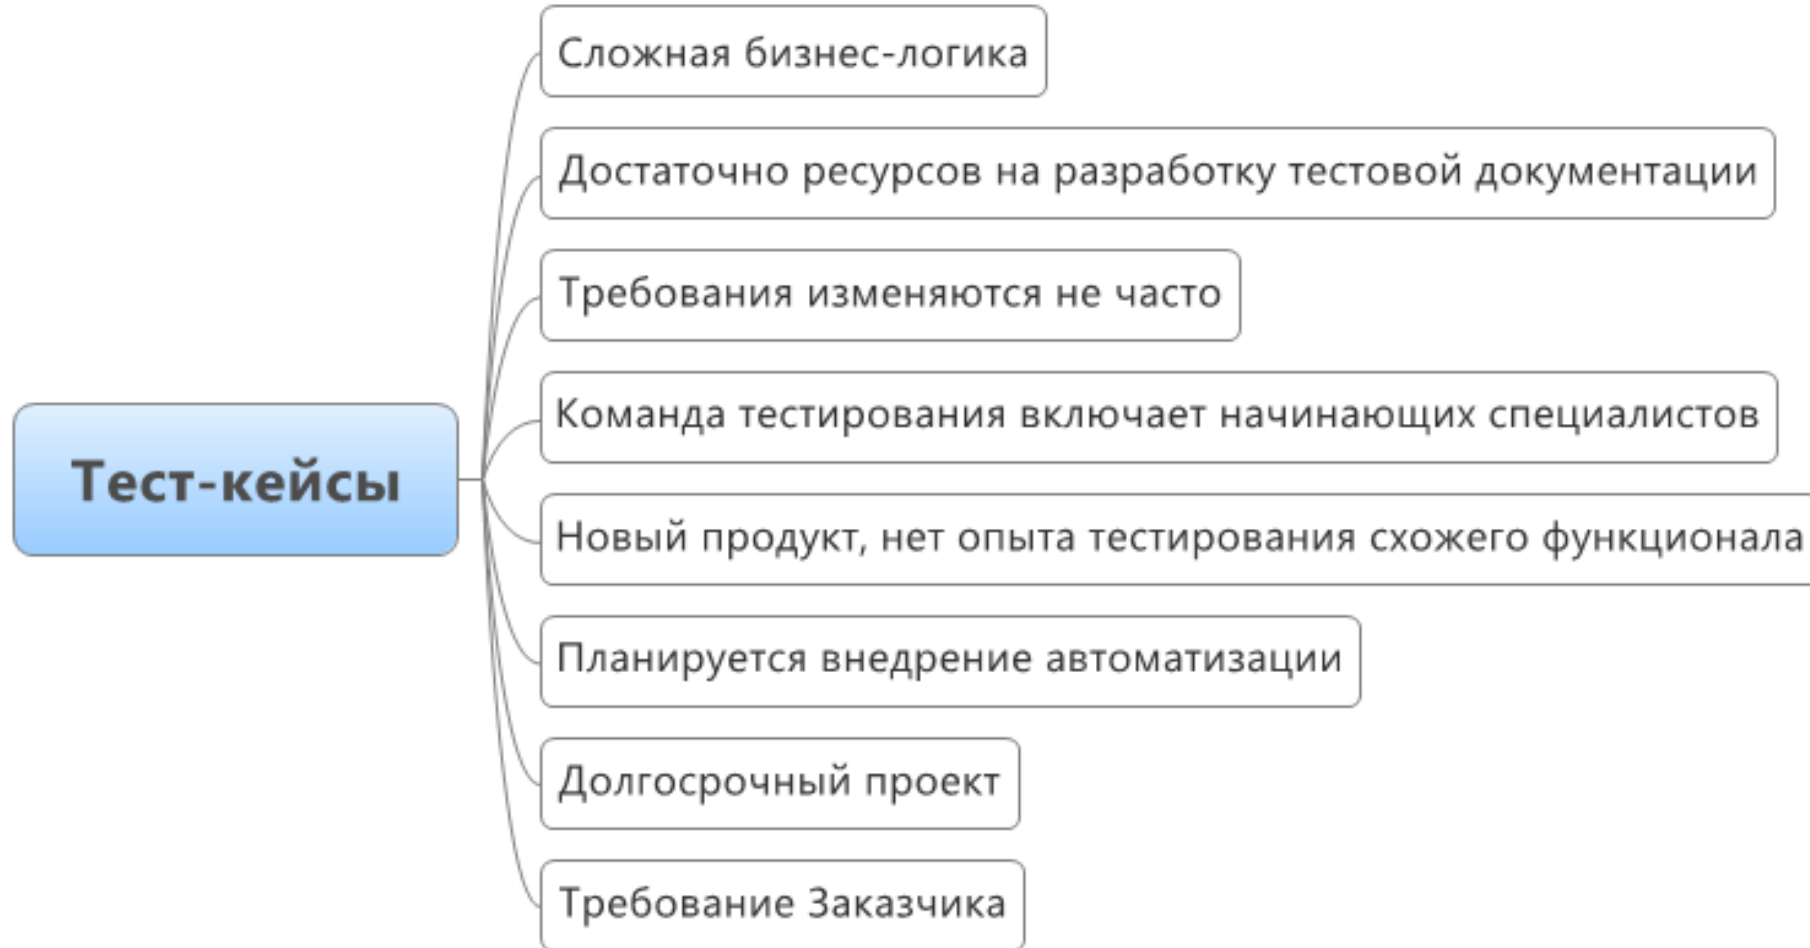 Сложная бизнес-логика
Достаточно ресурсов на разработку тестовой документации
Требования изменяются не часто
Команда тестирования включает начинающих специалистов
Тест-кейсы
Новый продукт, нет опыта тестирования схожего функционала
Планируется внедрение автоматизации
Долгосрочный проект
Требование Заказчика